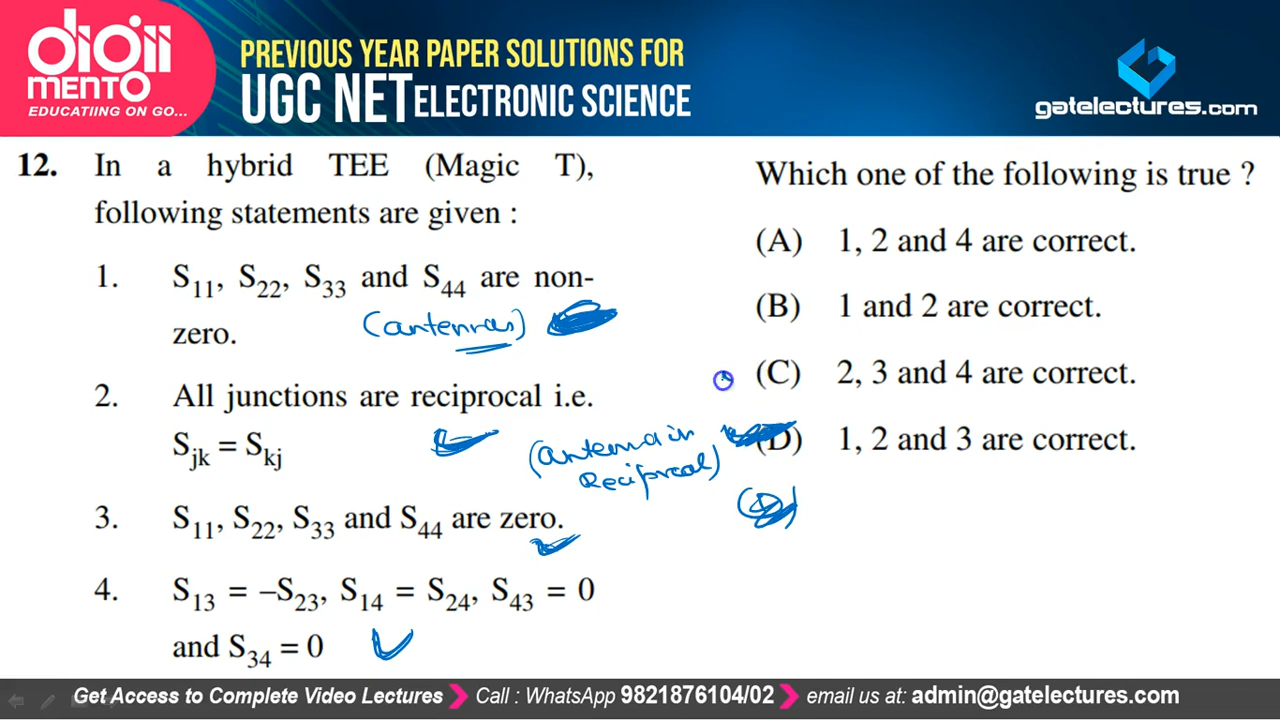 digii
MENTO
EDUCATIING ON GO...
PREVIOUS YEAR PAPER SOLUTIONS FOR
UGC NET ELECTRONIC SCIENCE
gatelectures.com
12. In a hybrid TEE (Magic T),
following statements are given :
1. S₁₁, S₂₂, S₃₃ and S₄₄ are non-
zero.
(antennas)
2. All junctions are reciprocal i.e.
Sjk = Skj
(antenna in
Reciprocal)
3. S₁₁, S₂₂, S₃₃ and S₄₄ are zero.
4. S₁₃ = –S₂₃, S₁₄ = S₂₄, S₄₃ = 0
and S₃₄ = 0
Which one of the following is true ?
(A) 1, 2 and 4 are correct.
(B) 1 and 2 are correct.
(C) 2, 3 and 4 are correct.
(D) 1, 2 and 3 are correct.
Get Access to Complete Video Lectures Call : WhatsApp 9821876104/02 email us at: admin@gatelectures.com